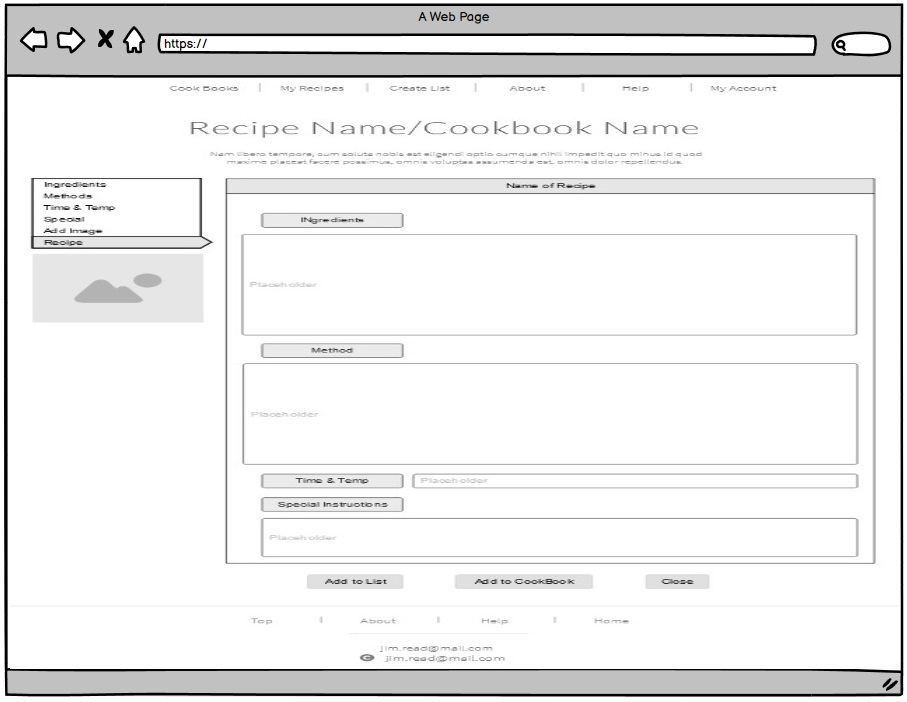 A Web Page
https://
Cook Books | My Recipes | Create List | About | Help | My Account
Recipe Name/Cookbook Name
Nam libero tempore, cum soluta nobis est eligendi optio cumque nihil impedit quo minus id quod
maxime placeat facere possimus, omnis voluptas assumenda est, omnis dolor repellendus.
Ingredients
Methods
Time & Temp
Special
Add Image
Recipe
Name of Recipe
INgredients
Placeholder
Method
Placeholder
Time & Temp Placeholder
Special Instructions
Placeholder
Add to List Add to CookBook Close
Top | About | Help | Home
jim.read@mail.com
jim.read@mail.com